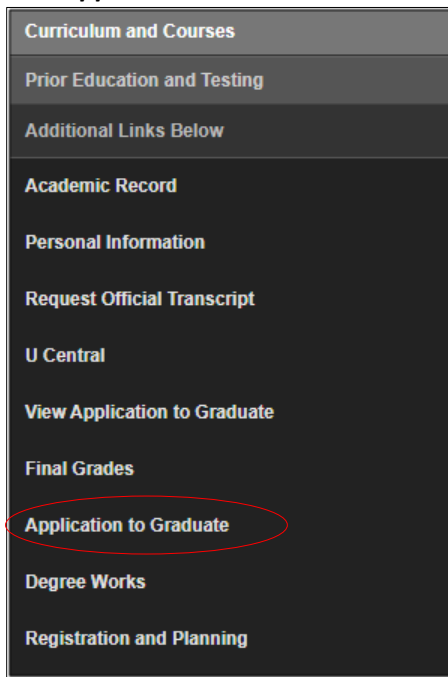 Curriculum and Courses
Prior Education and Testing
Additional Links Below
Academic Record
Personal Information
Request Official Transcript
U Central
View Application to Graduate
Final Grades
Application to Graduate
Degree Works
Registration and Planning